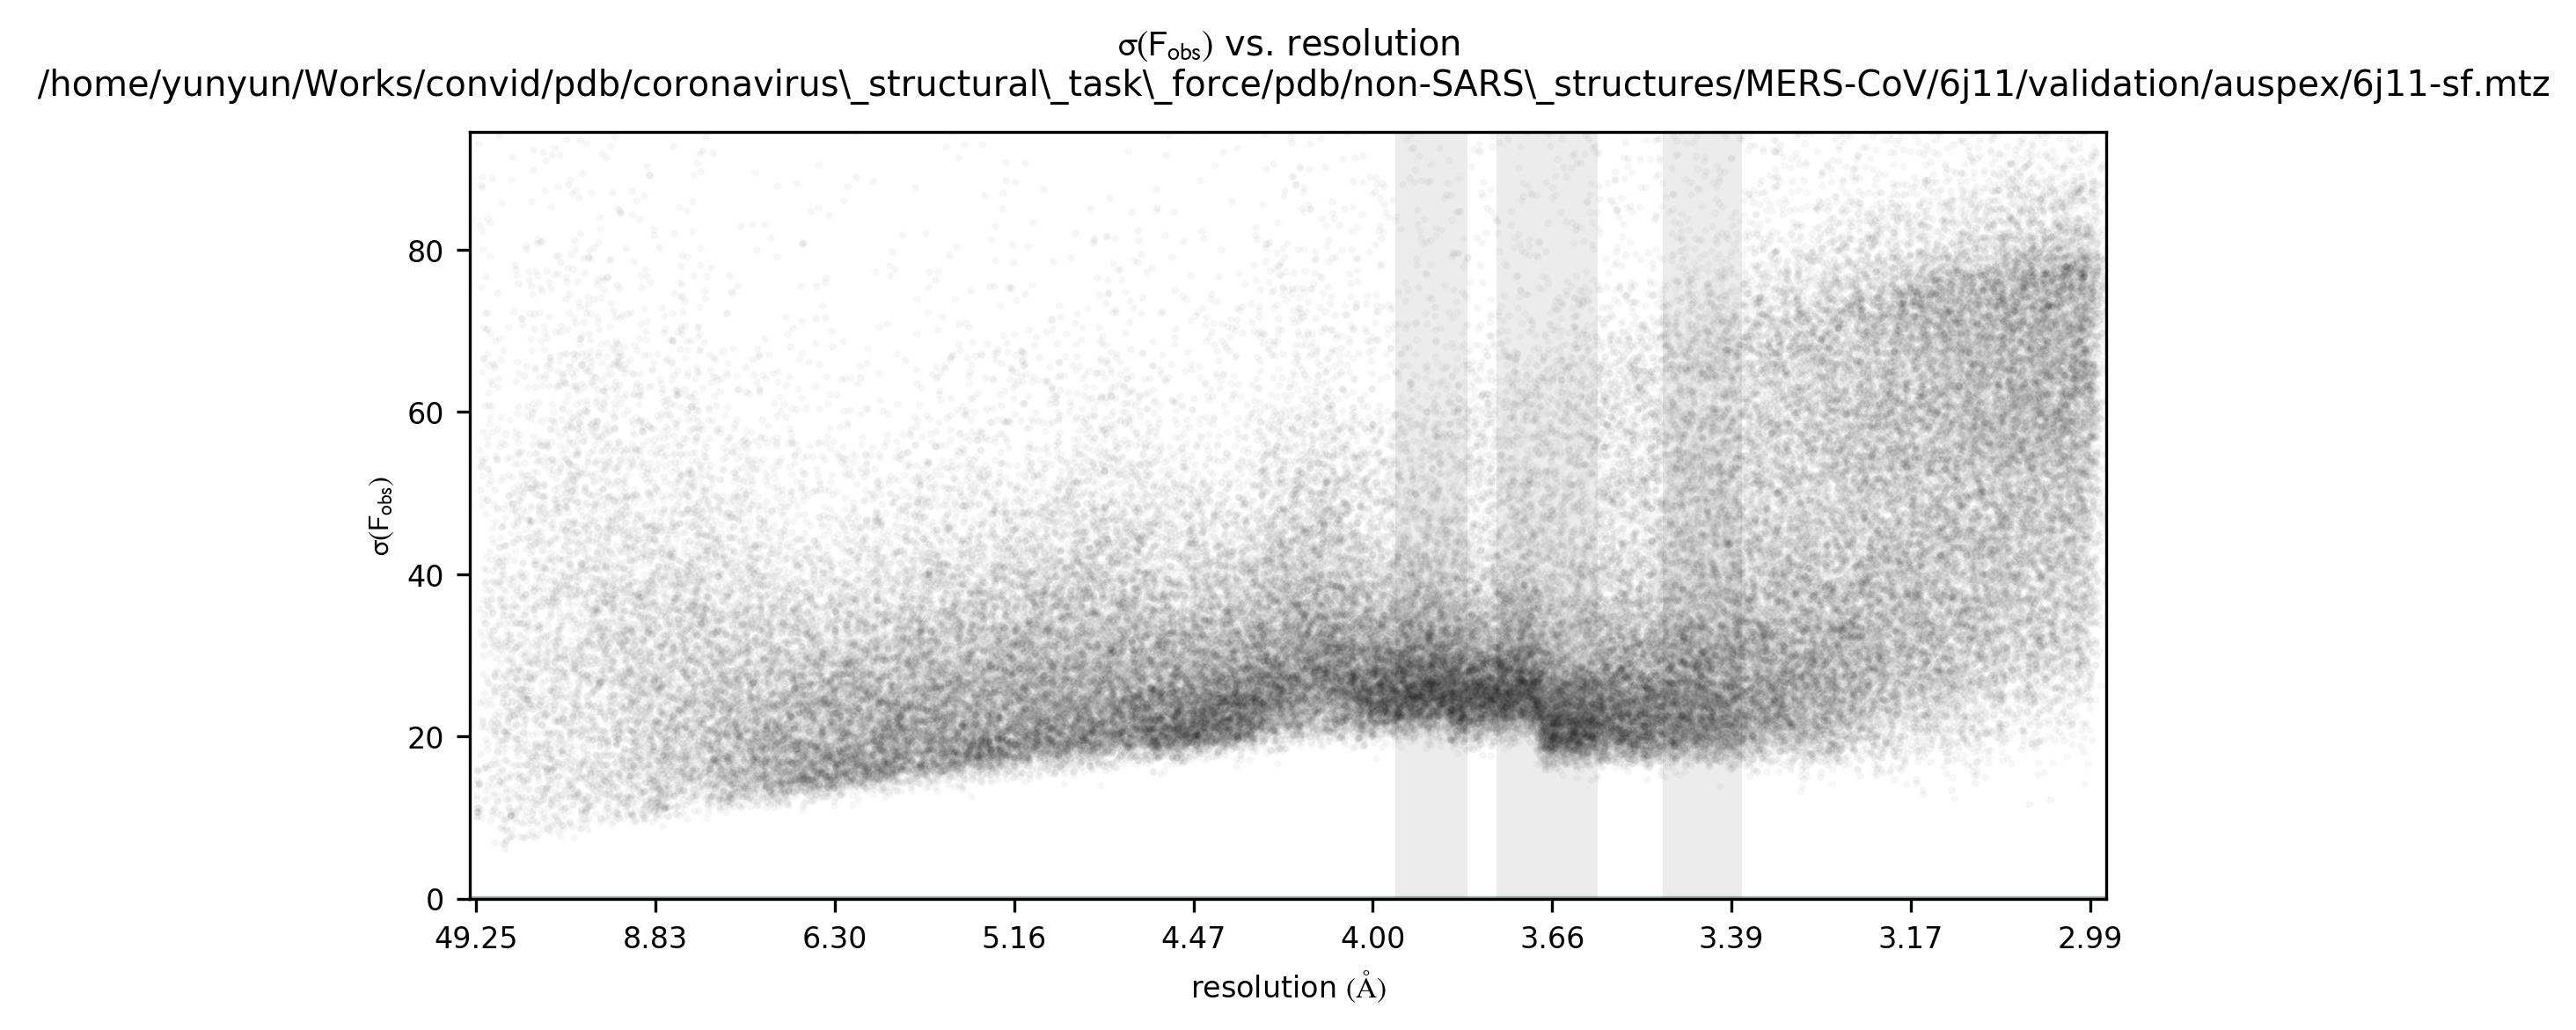 σ(Fobs) vs. resolution
/home/yunyun/Works/convid/pdb/coronavirus\_structural\_task\_force/pdb/non-SARS\_structures/MERS-CoV/6j11/validation/auspex/6j11-sf.mtz
σ(Fobs)
80
60
40
20
0
49.25 8.83 6.30 5.16 4.47 4.00 3.66 3.39 3.17 2.99
resolution (Å)